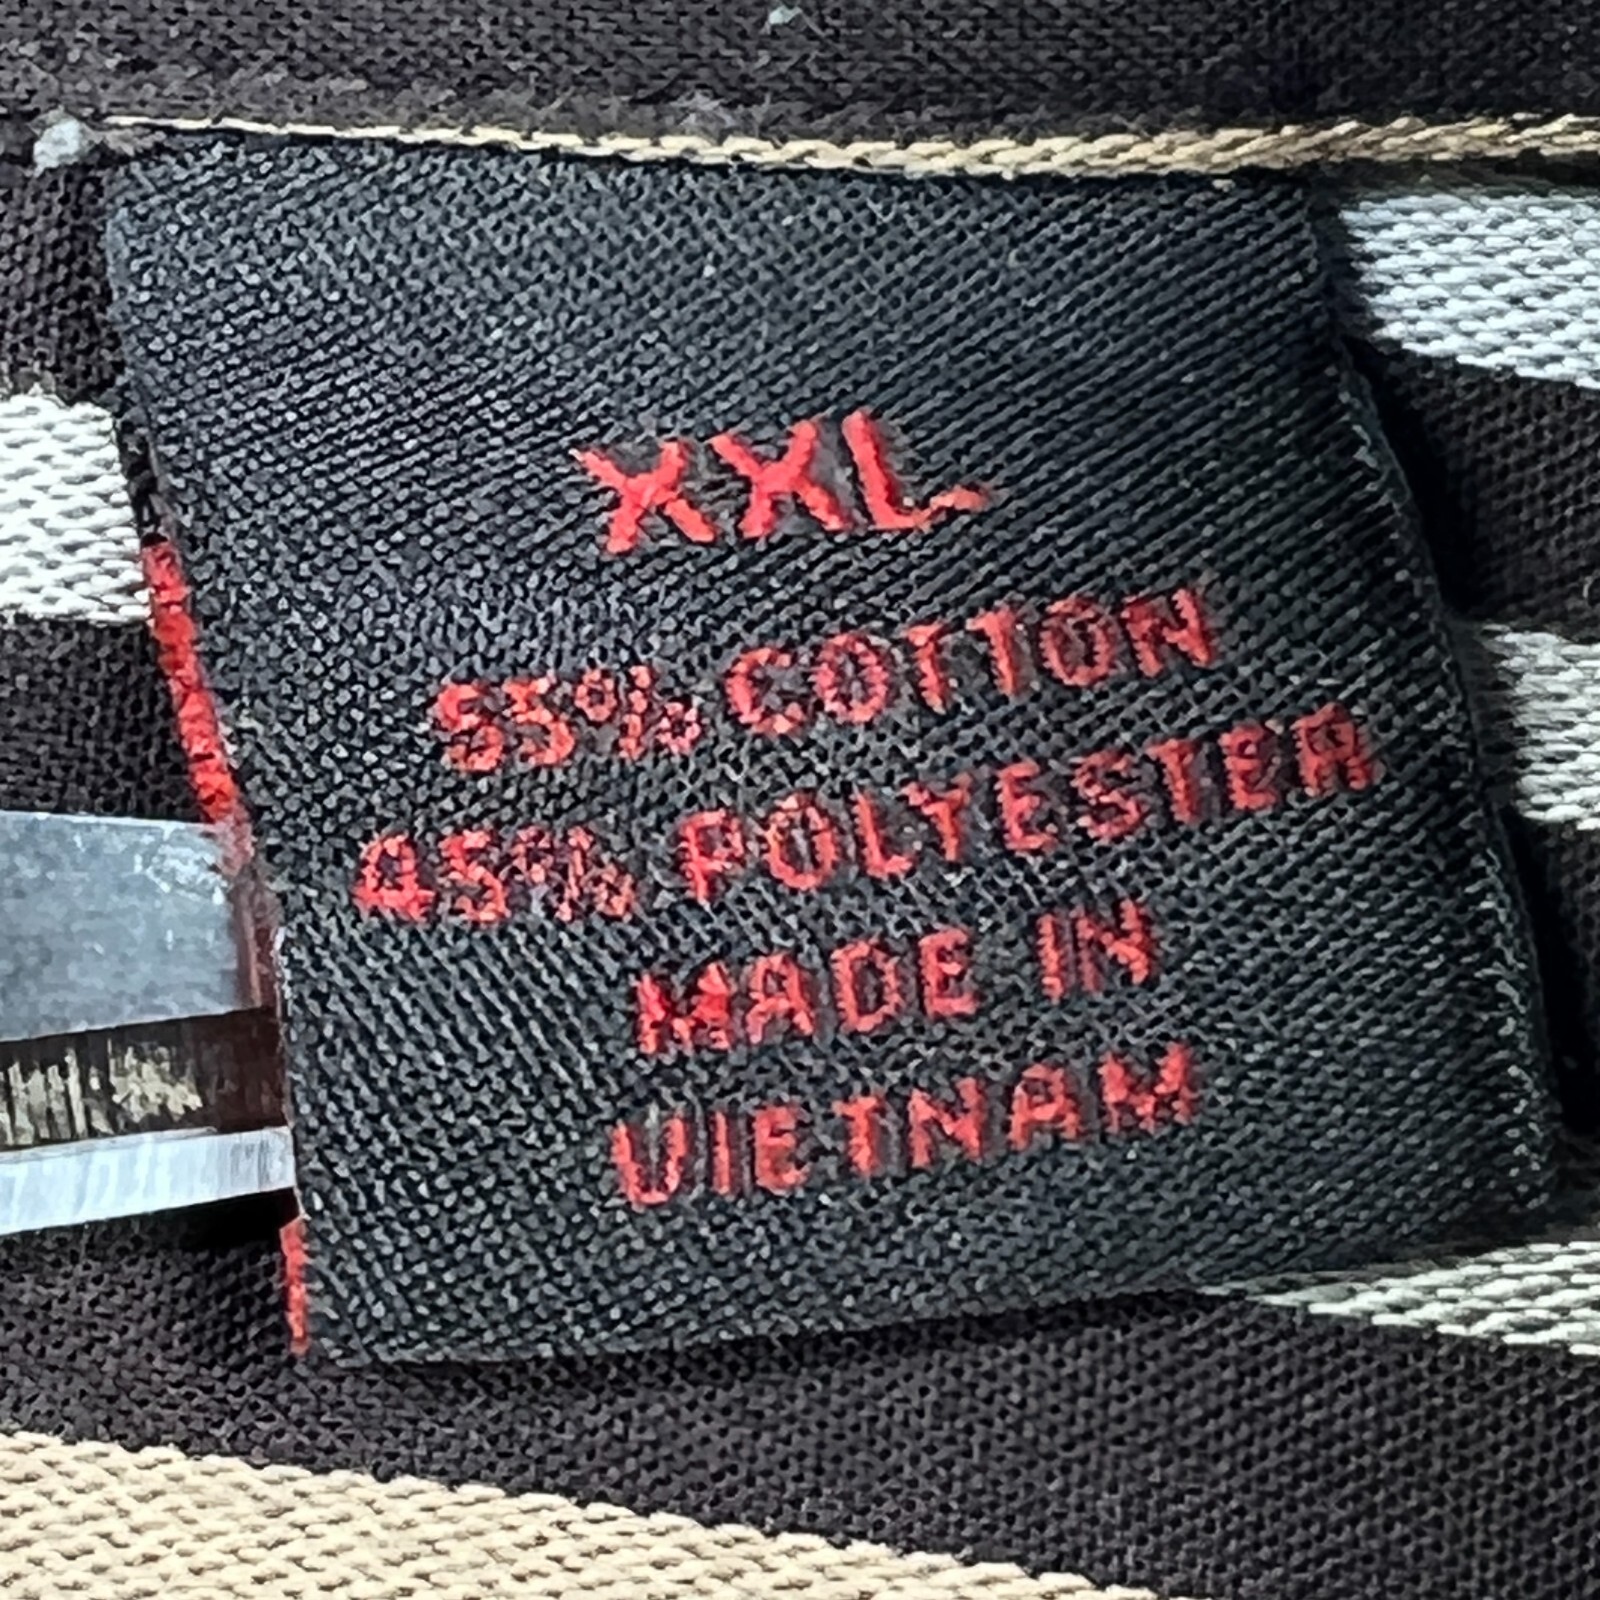 XXL
55% COTTON
45% POLYESTER
MADE IN
VIETNAM